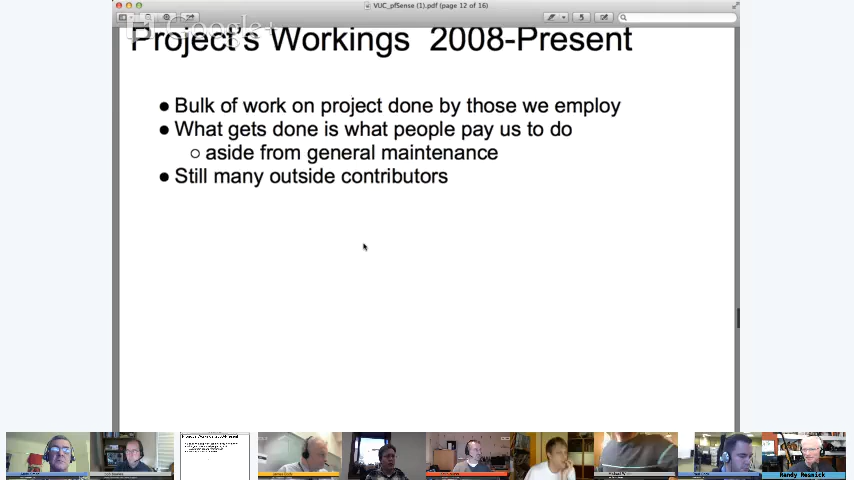 VUC_pfSense (1).pdf (page 12 of 16)
Google+
Project's Workings 2008-Present
● Bulk of work on project done by those we employ
● What gets done is what people pay us to do
○ aside from general maintenance
● Still many outside contributors
Randy Resnick